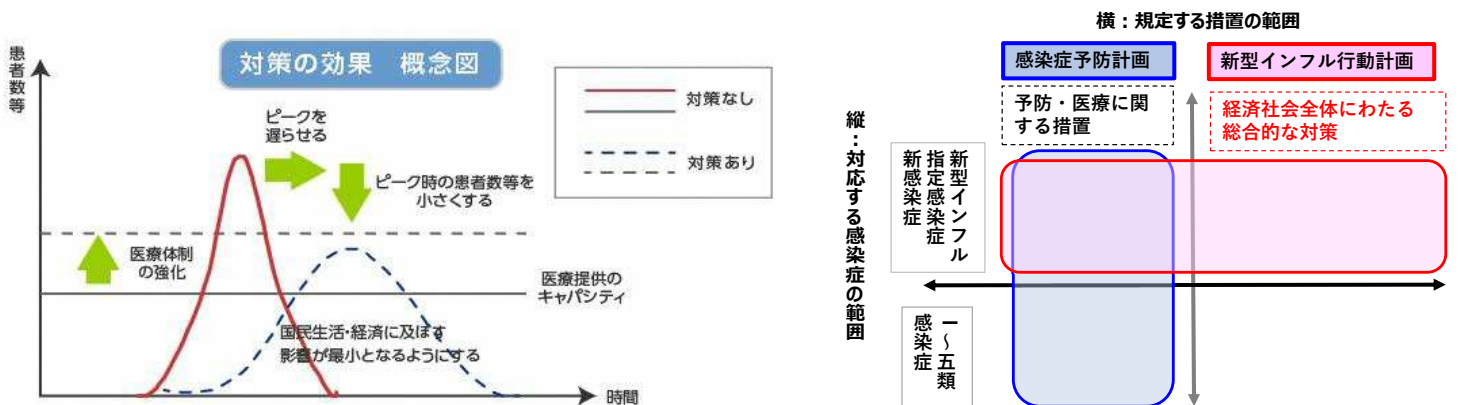 対策の効果 概念図
患者数等
対策なし
対策あり
ピークを
遅らせる
ピーク時の患者数等を
小さくする
医療体制
の強化
医療提供の
キャパシティ
国民生活・経済に及ぼす
影響が最小となるようにする
時間
横：規定する措置の範囲
感染症予防計画
新型インフル行動計画
予防・医療に関
する措置
経済社会全体にわたる
総合的な対策
縦：対応する感染症の範囲
新型インフル
指定感染症
新感染症
一～五類
感染症